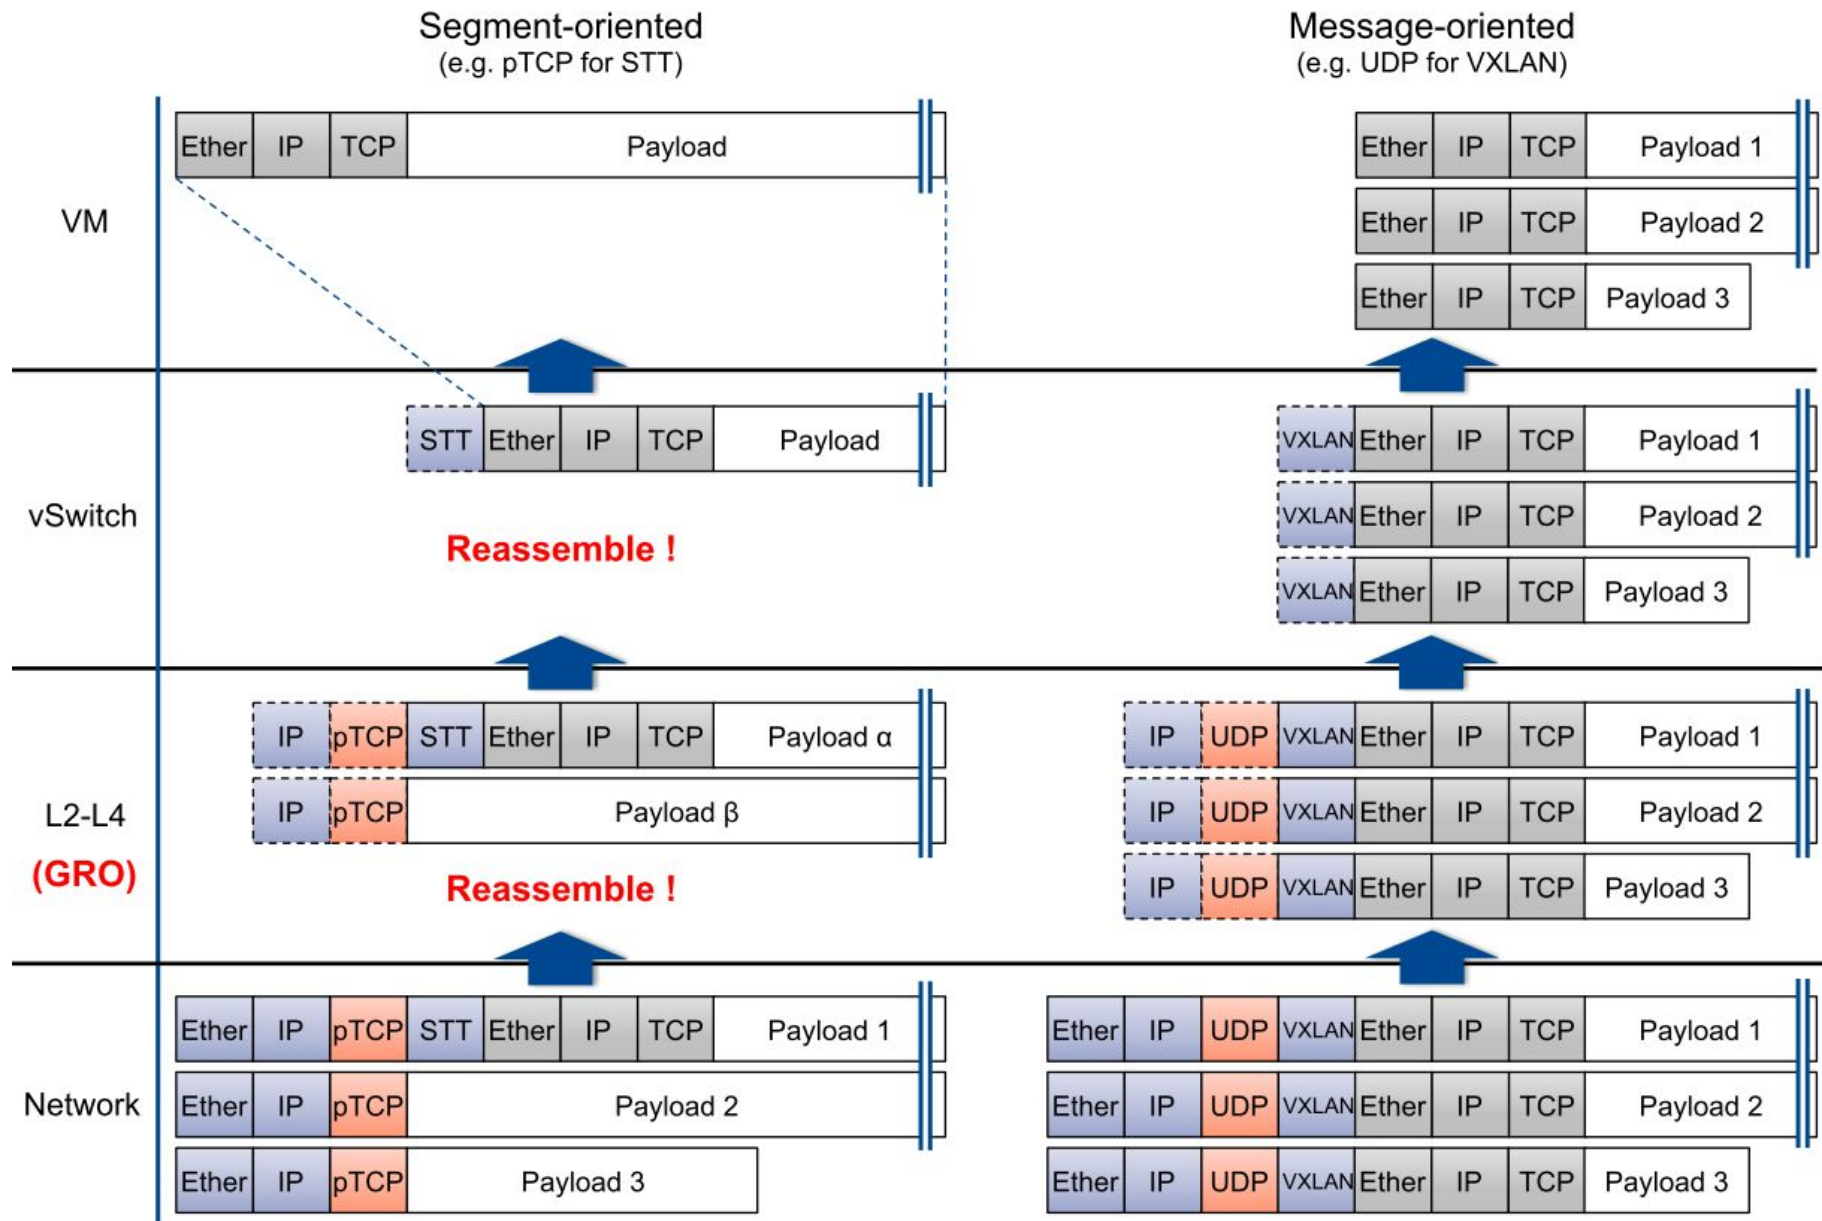 Segment-oriented
(e.g. pTCP for STT)
Message-oriented
(e.g. UDP for VXLAN)
VM
Ether IP TCP Payload
Ether IP TCP Payload 1
Ether IP TCP Payload 2
Ether IP TCP Payload 3
vSwitch
STT Ether IP TCP Payload
Reassemble !
VXLAN Ether IP TCP Payload 1
VXLAN Ether IP TCP Payload 2
VXLAN Ether IP TCP Payload 3
L2-L4
(GRO)
IP pTCP STT Ether IP TCP Payload α
IP pTCP Payload β
Reassemble !
IP UDP VXLAN Ether IP TCP Payload 1
IP UDP VXLAN Ether IP TCP Payload 2
IP UDP VXLAN Ether IP TCP Payload 3
Network
Ether IP pTCP STT Ether IP TCP Payload 1
Ether IP pTCP Payload 2
Ether IP pTCP Payload 3
Ether IP UDP VXLAN Ether IP TCP Payload 1
Ether IP UDP VXLAN Ether IP TCP Payload 2
Ether IP UDP VXLAN Ether IP TCP Payload 3